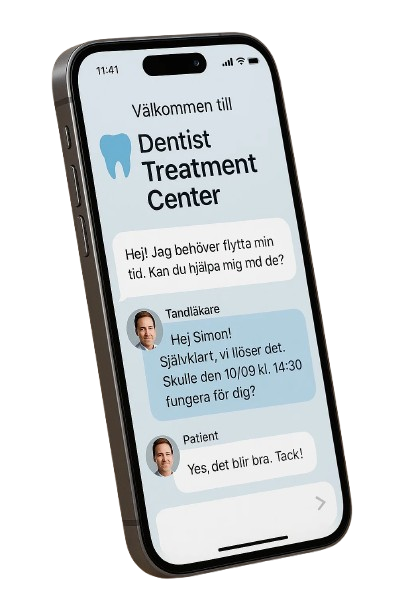 11:41
Välkommen till
Dentist
Treatment
Center
Hej! Jag behöver flytta min
tid. Kan du hjälpa mig md de?
Tandläkare
Hej Simon!
Självklart, vi llöser det.
Skulle den 10/09 kl. 14:30
fungera för dig?
Patient
Yes, det blir bra. Tack!